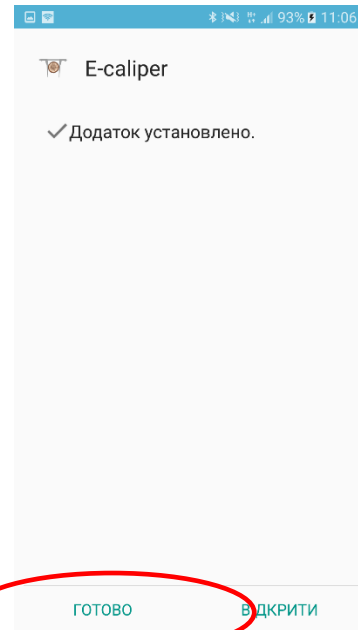 93% 11:06
E-caliper
Додаток установлено.
ГОТОВО ВІДКРИТИ